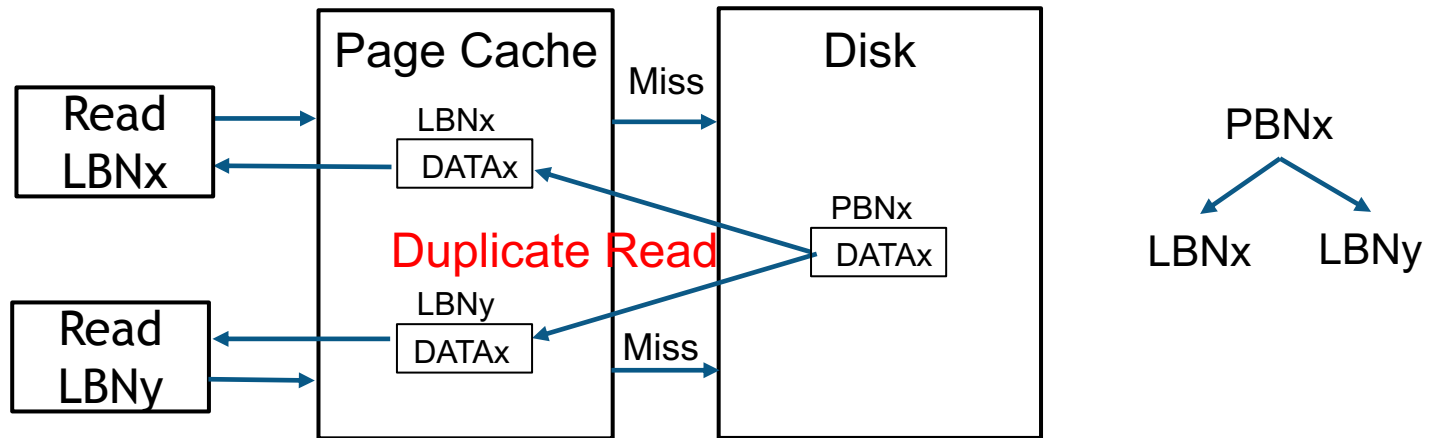 Page Cache
Disk
Miss
Read
LBNx
LBNx
DATAx
PBNx
DATAx
Duplicate Read
LBNy
DATAx
Miss
Read
LBNy
PBNx
LBNx
LBNy